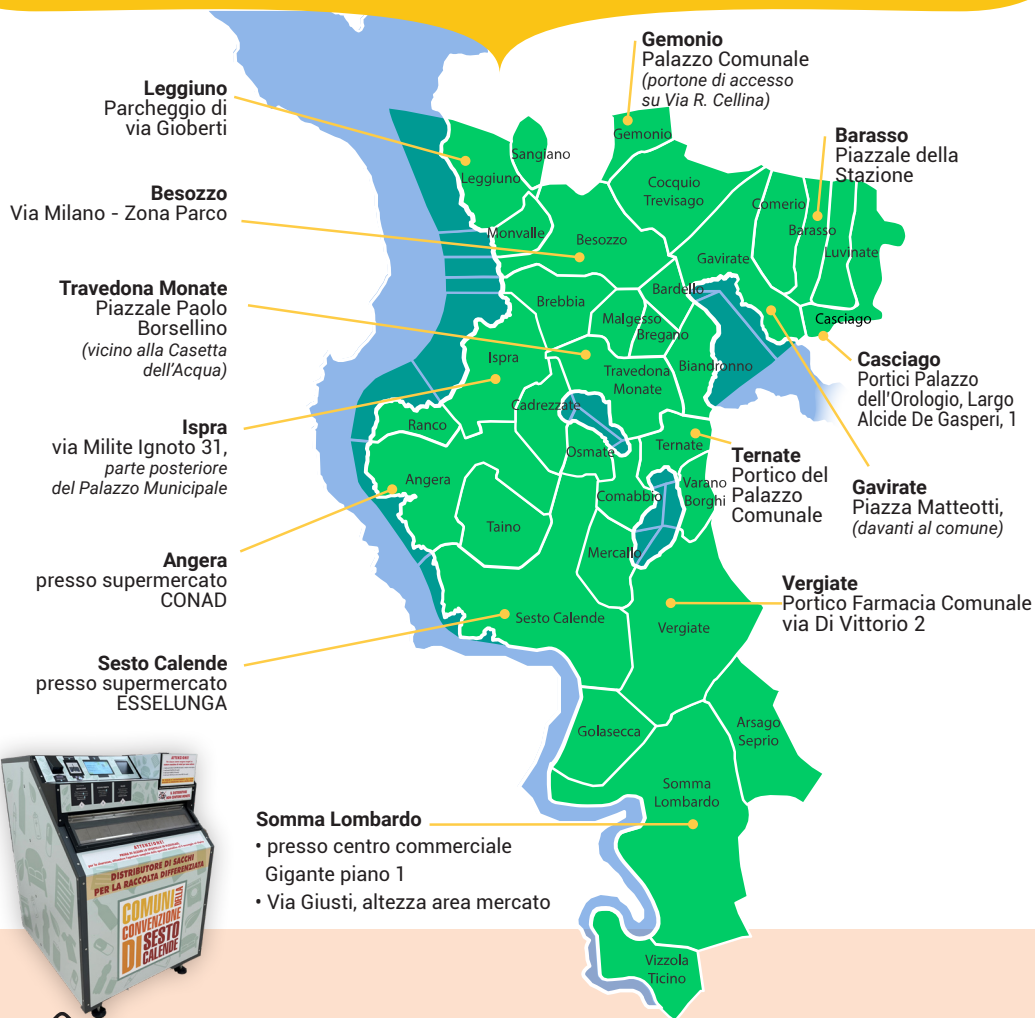 Gemonio
Palazzo Comunale
(portone di accesso
su Via R. Cellina)
Leggiuno
Parcheggio di
via Gioberti
Barasso
Piazzale della
Stazione
Besozzo
Via Milano - Zona Parco
Travedona Monate
Piazzale Paolo
Borsellino
(vicino alla Casetta
dell'Acqua)
Ispra
via Milite Ignoto 31,
parte posteriore
del Palazzo Municipale
Angera
presso supermercato
CONAD
Sesto Calende
presso supermercato
ESSELUNGA
Casciago
Portici Palazzo
dell'Orologio, Largo
Alcide De Gasperi, 1
Ternate
Portico del
Palazzo
Comunale
Gavirate
Piazza Matteotti,
(davanti al comune)
Vergiate
Portico Farmacia Comunale
via Di Vittorio 2
Somma Lombardo
• presso centro commerciale
Gigante piano 1
• Via Giusti, altezza area mercato
Gemonio
Sangiano
Leggiuno
Cocquio
Trevisago
Comerio
Barasso
Luvinate
Monvalle
Besozzo
Gavirate
Bardello
Brebbia
Malgesso
Bregano
Casciago
Ispra
Travedona
Monate
Biandronno
Cadrezzate
Ranco
Osmate
Ternate
Angera
Comabbio
Varano
Borghi
Taino
Mercallo
Sesto Calende
Vergiate
Golasecca
Arsago
Seprio
Somma
Lombardo
Vizzola
Ticino
ATTENZIONE!
DISTRIBUTORE DI SACCHI
PER LA RACCOLTA DIFFERENZIATA
COMUNI DELLA
CONVENZIONE
DI SESTO
CALENDE